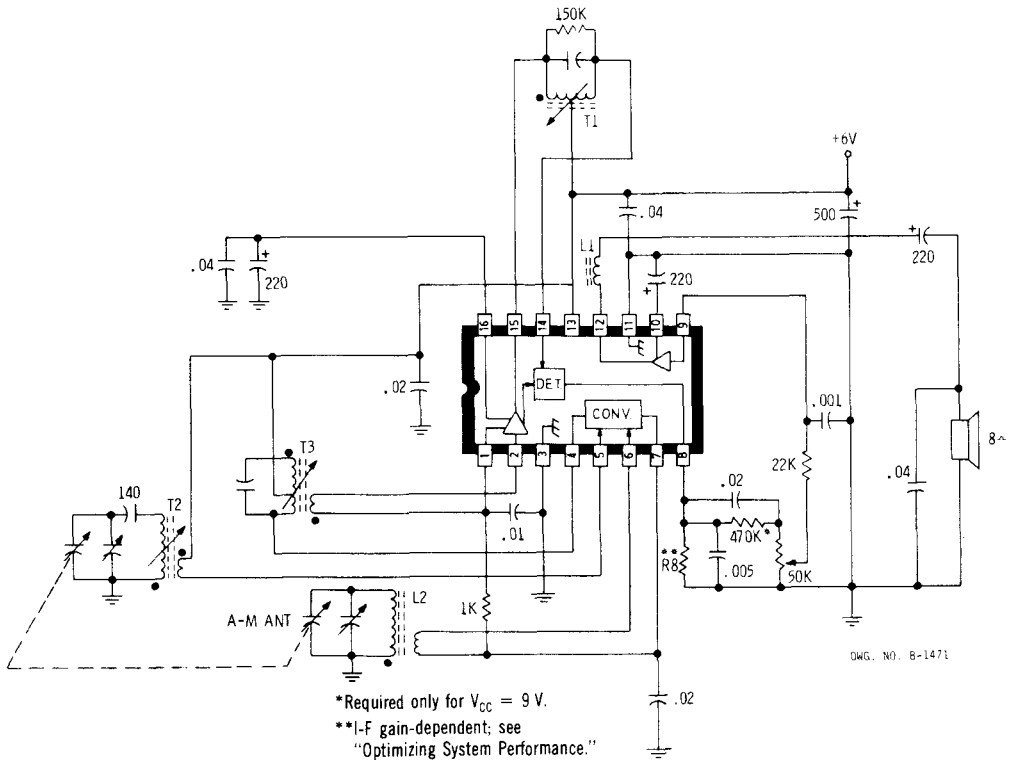 150K
T1
+6V
.04
500
+
L1
+
220
.04
+
220
+
220
16
15
14
13
12
11
10
9
.02
DET.
CONV.
.001
8~
T3
1
2
3
4
5
6
7
8
22K
.02
.04
140
T2
.01
470K*
**
R8
.005
50K
1K
L2
A-M ANT
DWG. NO. B-1471
.02
*Required only for VCC = 9 V.
**I-F gain-dependent; see
"Optimizing System Performance."